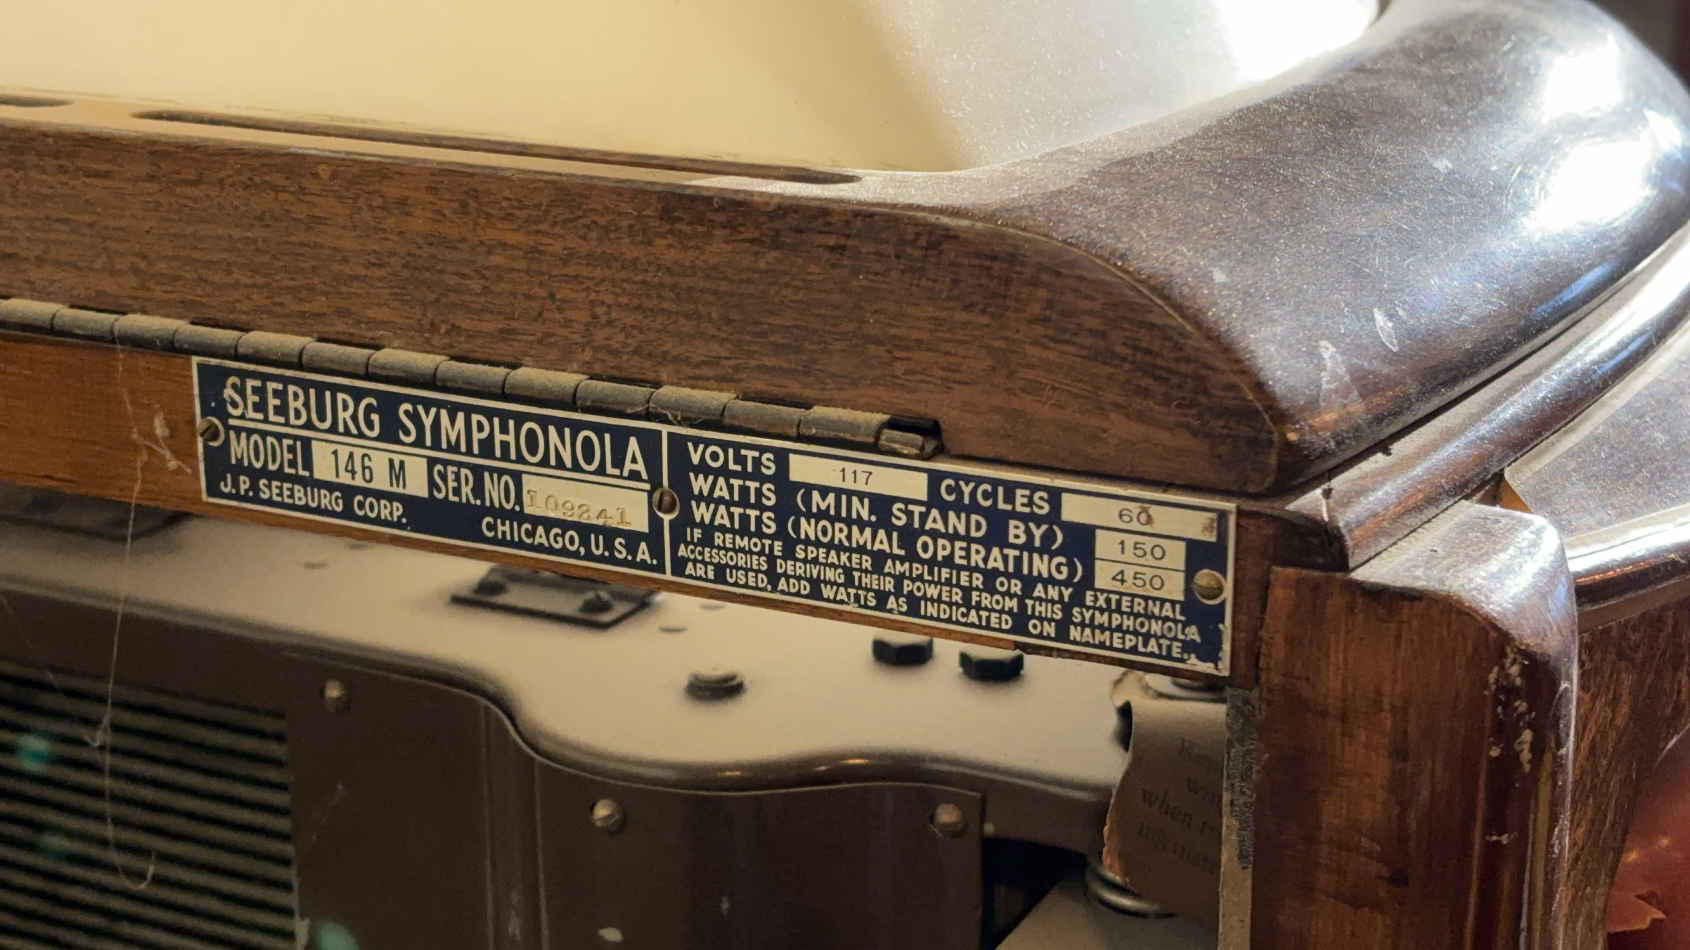 SEEBURG SYMPHONOLA
MODEL 146 M SER. NO. 109841
J. P. SEEBURG CORP.
CHICAGO, U. S. A.
VOLTS 117 CYCLES 60
WATTS (MIN. STAND BY) 150
WATTS (NORMAL OPERATING) 450
IF REMOTE SPEAKER AMPLIFIER OR ANY EXTERNAL
ACCESSORIES DERIVING THEIR POWER FROM THIS SYMPHONOLA
ARE USED, ADD WATTS AS INDICATED ON NAMEPLATE.
when